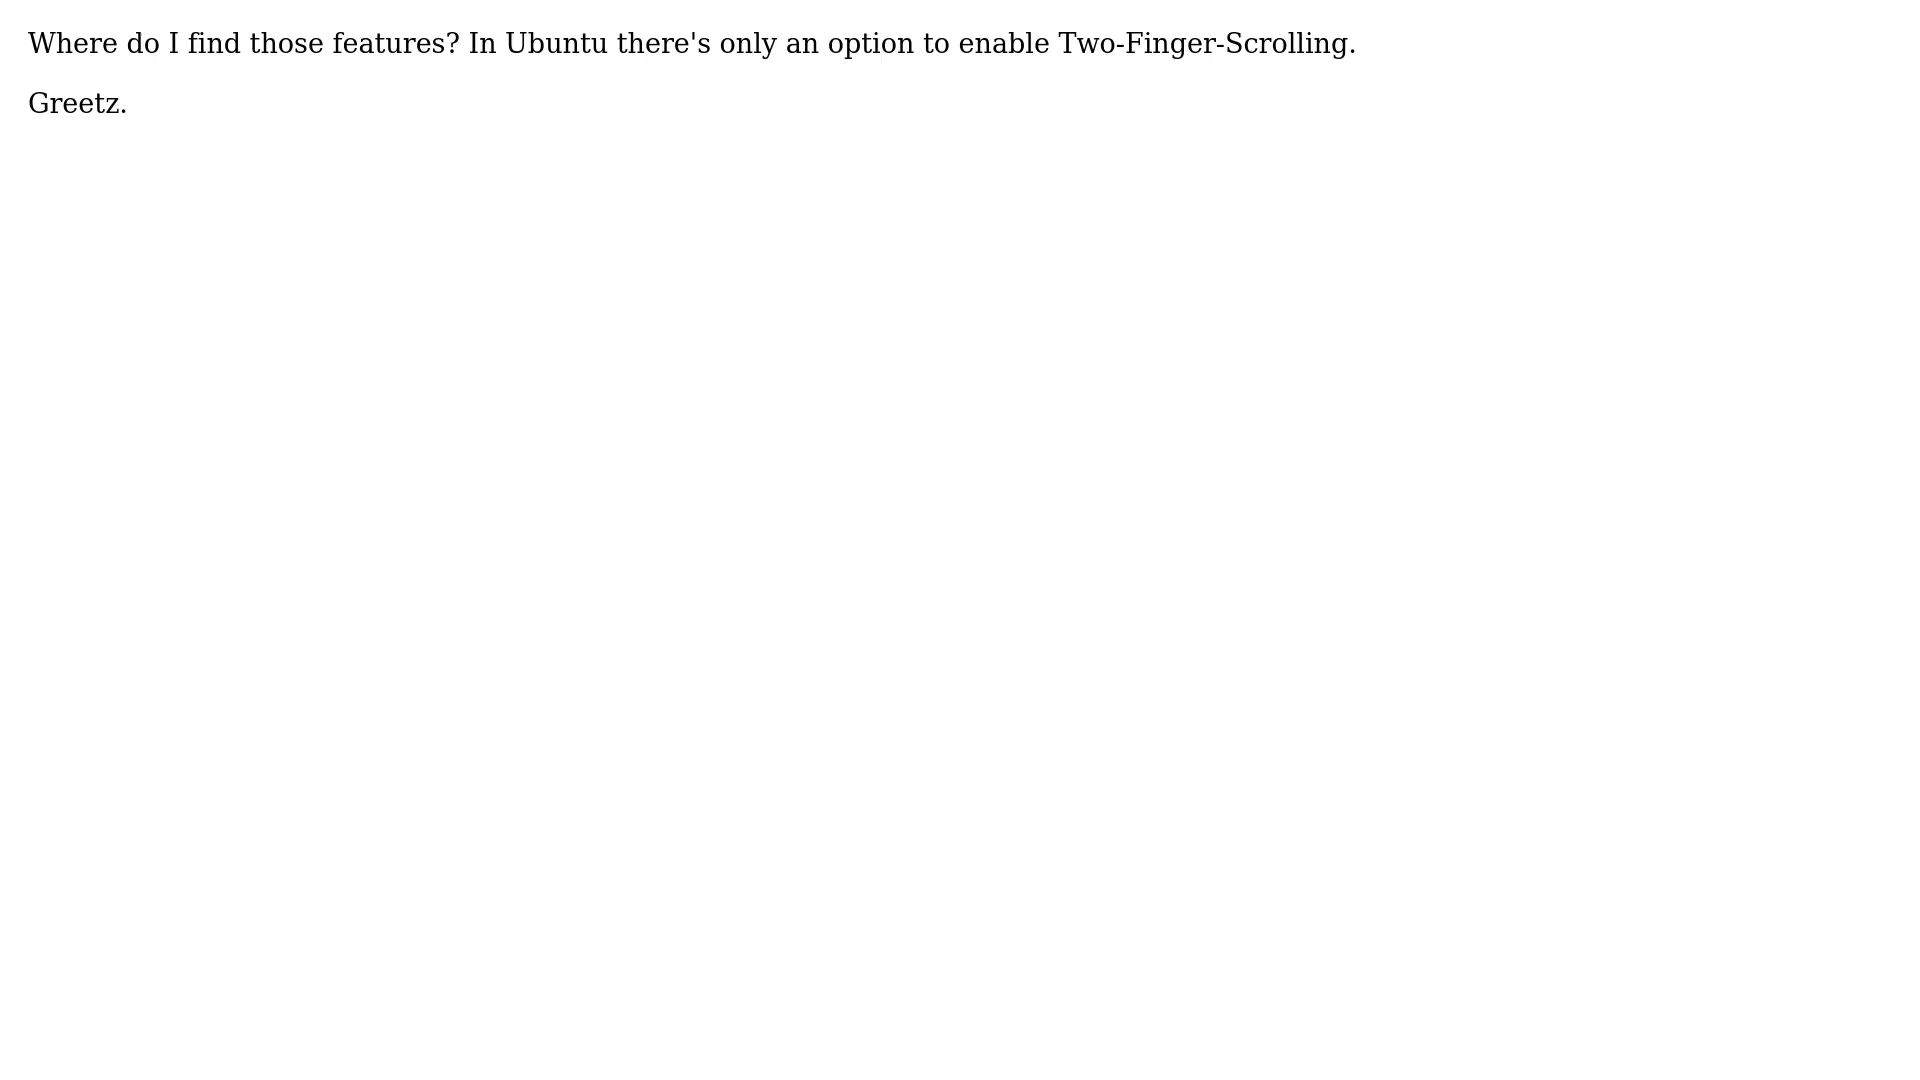 Where do I find those features? In Ubuntu there's only an option to enable Two-Finger-Scrolling.
Greetz.